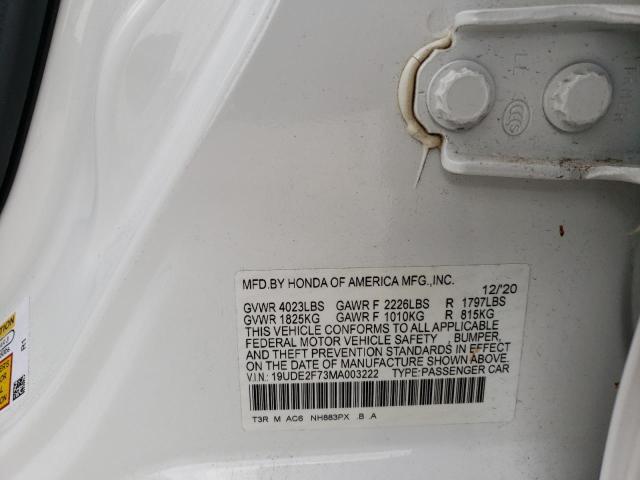 MFD.BY HONDA OF AMERICA MFG.,INC.
12/'20
GVWR 4023LBS GAWR F 2226LBS R 1797LBS
GVWR 1825KG GAWR F 1010KG R 815KG
THIS VEHICLE CONFORMS TO ALL APPLICABLE
FEDERAL MOTOR VEHICLE SAFETY , BUMPER,
AND THEFT PREVENTION STANDARDS IN EFFECT
ON THE DATE OF MANUFACTURE SHOWN ABOVE.
V.I.N.: 19UDE2F73MA003222 TYPE:PASSENGER CAR
T3R M AC6 NH883PX .B .A
R1